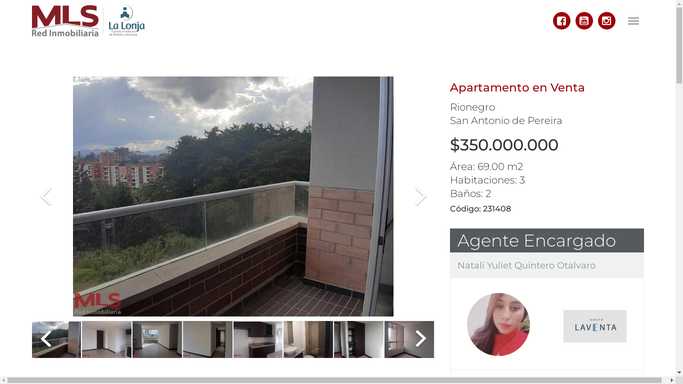 MLS
Red Inmobiliaria
La Lonja
Apartamento en Venta
Rionegro
San Antonio de Pereira
$350.000.000
Área: 69.00 m2
Habitaciones: 3
Baños: 2
Código: 231408
MLS
Red Inmobiliaria
Agente Encargado
Natali Yuliet Quintero Otalvaro
LAVENTA